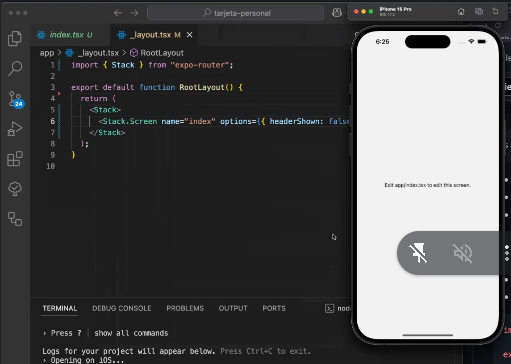 tarjeta-personal
index.tsx U
_layout.tsx M
app > _layout.tsx > RootLayout
1 import { Stack } from "expo-router";
2
3 export default function RootLayout() {
4 return (
5 <Stack>
6 <Stack.Screen name="index" options={{ headerShown: false
7 </Stack>
8 );
9 }
10
24
TERMINAL DEBUG CONSOLE PROBLEMS OUTPUT PORTS
node
› Press ? | show all commands
Logs for your project will appear below. Press Ctrl+C to exit.
› Opening on iOS...
iPhone 15 Pro
6:25
Edit app/index.tsx to edit this screen.